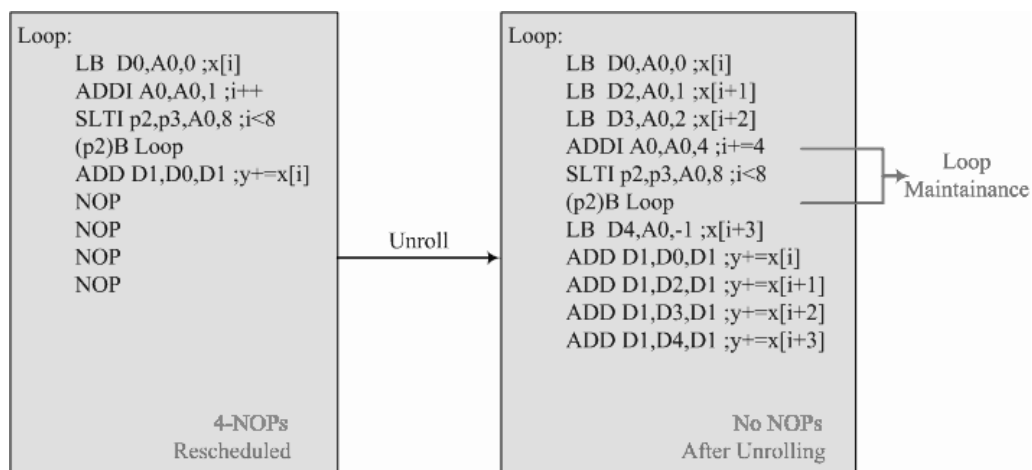 Loop:
LB D0,A0,0 ;x[i]
ADDI A0,A0,1 ;i++
SLTI p2,p3,A0,8 ;i<8
(p2)B Loop
ADD D1,D0,D1 ;y+=x[i]
NOP
NOP
NOP
NOP
4-NOPs
Rescheduled
Unroll
Loop:
LB D0,A0,0 ;x[i]
LB D2,A0,1 ;x[i+1]
LB D3,A0,2 ;x[i+2]
ADDI A0,A0,4 ;i+=4
SLTI p2,p3,A0,8 ;i<8
(p2)B Loop
LB D4,A0,-1 ;x[i+3]
ADD D1,D0,D1 ;y+=x[i]
ADD D1,D2,D1 ;y+=x[i+1]
ADD D1,D3,D1 ;y+=x[i+2]
ADD D1,D4,D1 ;y+=x[i+3]
No NOPs
After Unrolling
Loop
Maintainance